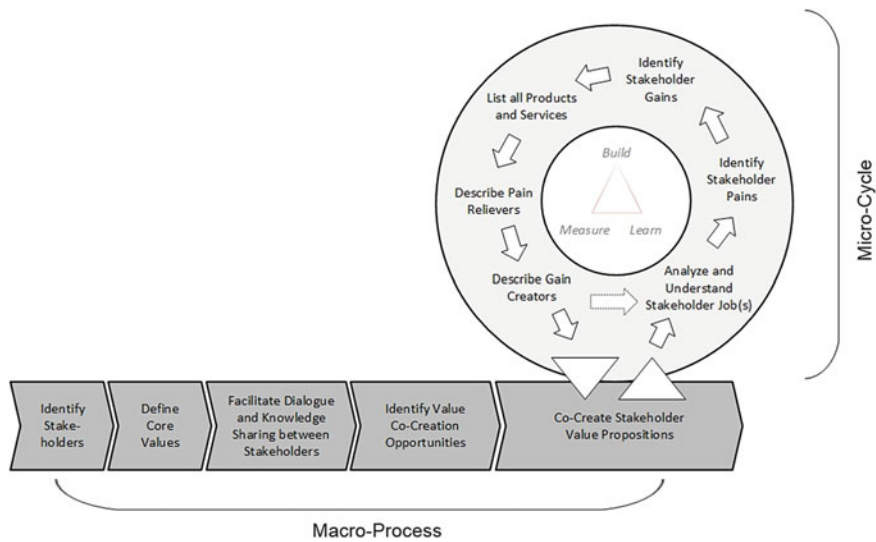 Identify
Stakeholder
Gains
List all Products
and Services
Build
Identify
Stakeholder
Pains
Describe Pain
Relievers
Measure Learn
Describe Gain
Creators
Analyze and
Understand
Stakeholder Job(s)
Micro-Cycle
Identify
Stake-
holders
Define
Core
Values
Facilitate Dialogue
and Knowledge
Sharing between
Stakeholders
Identify Value
Co-Creation
Opportunities
Co-Create Stakeholder
Value Propositions
Macro-Process